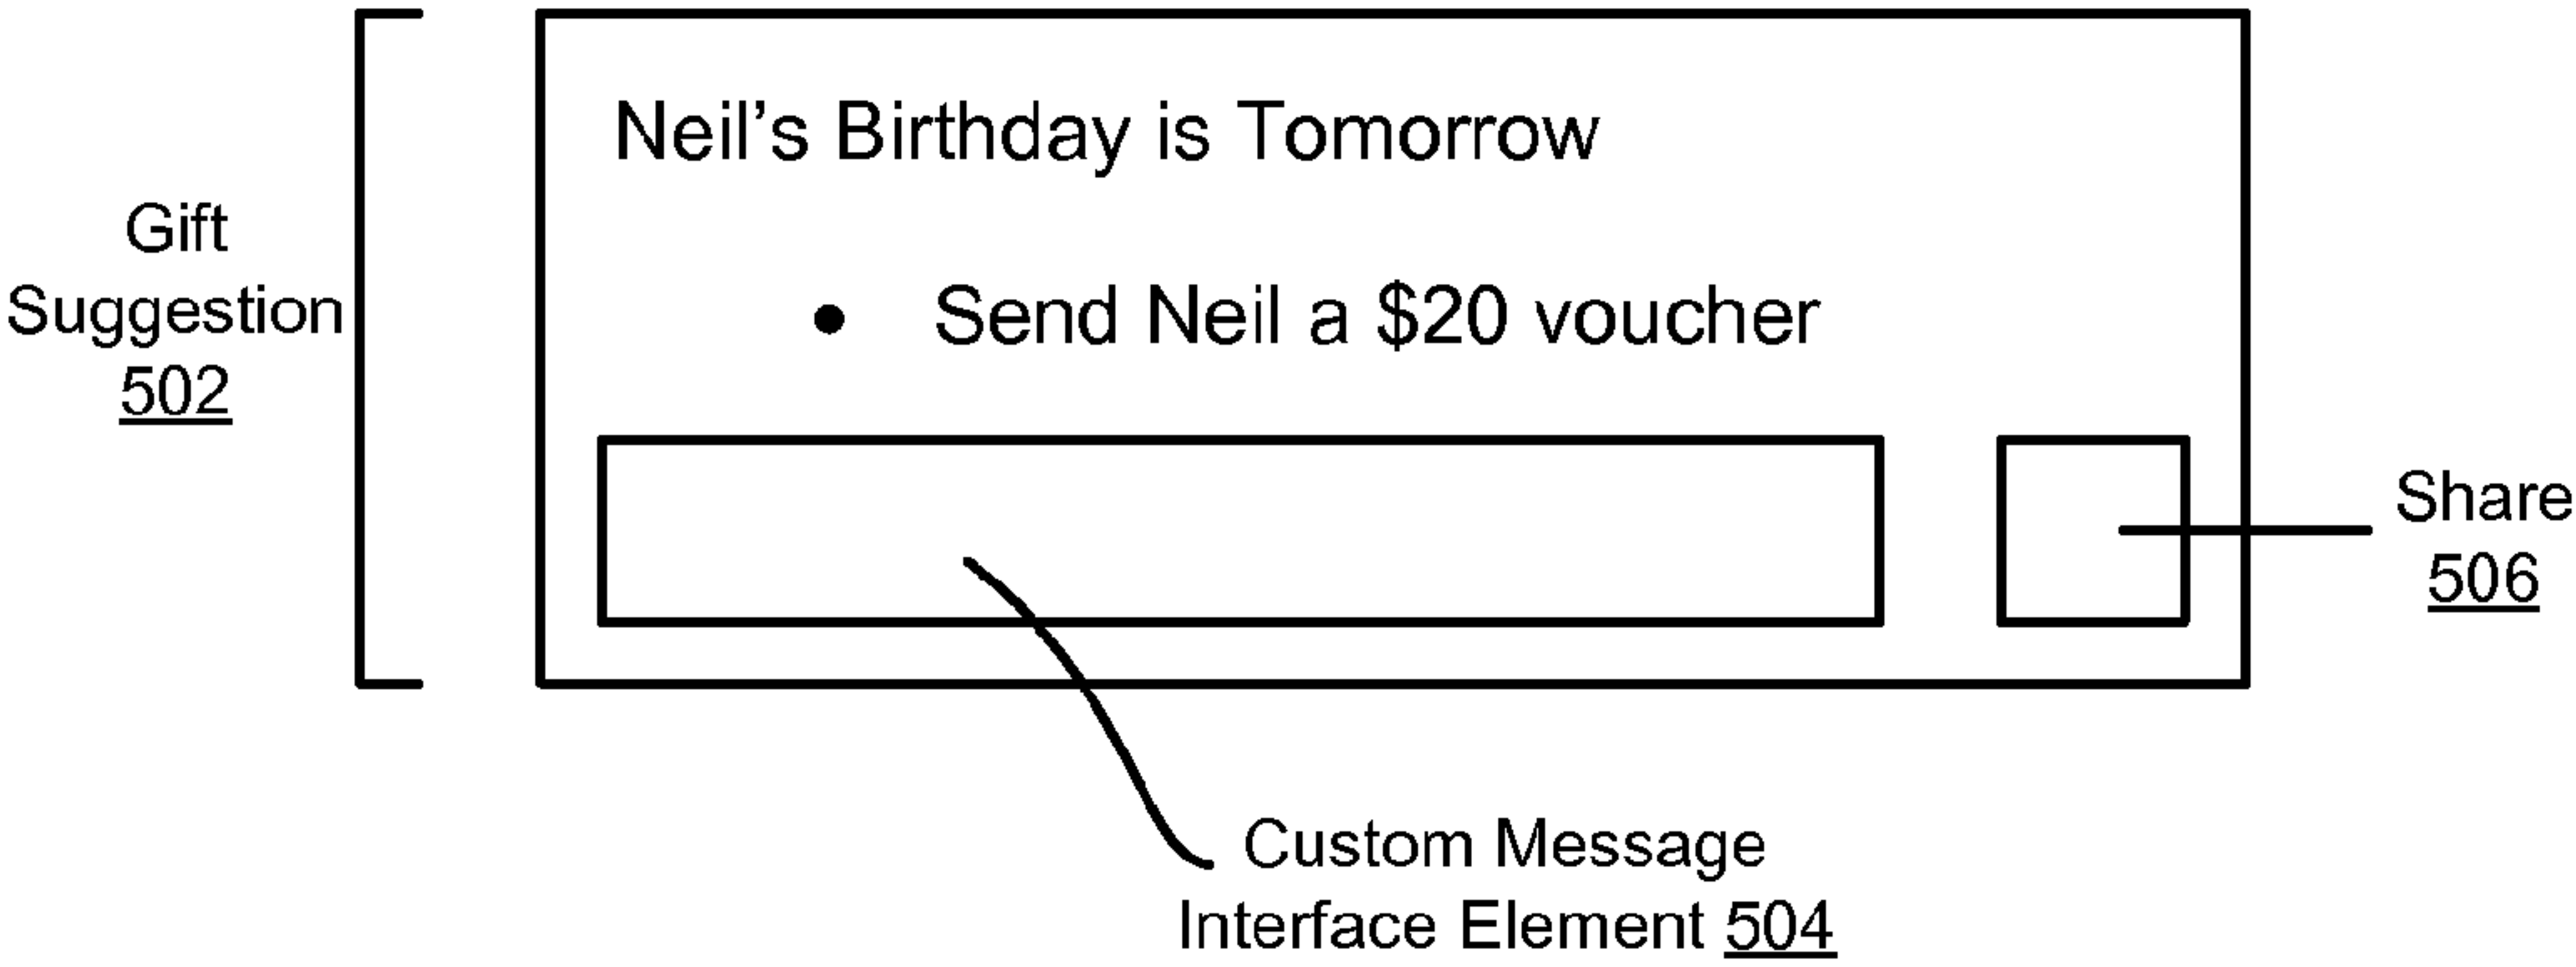 Neil's Birthday is Tomorrow
Gift
Suggestion
502
• Send Neil a $20 voucher
Share
506
Custom Message
Interface Element 504